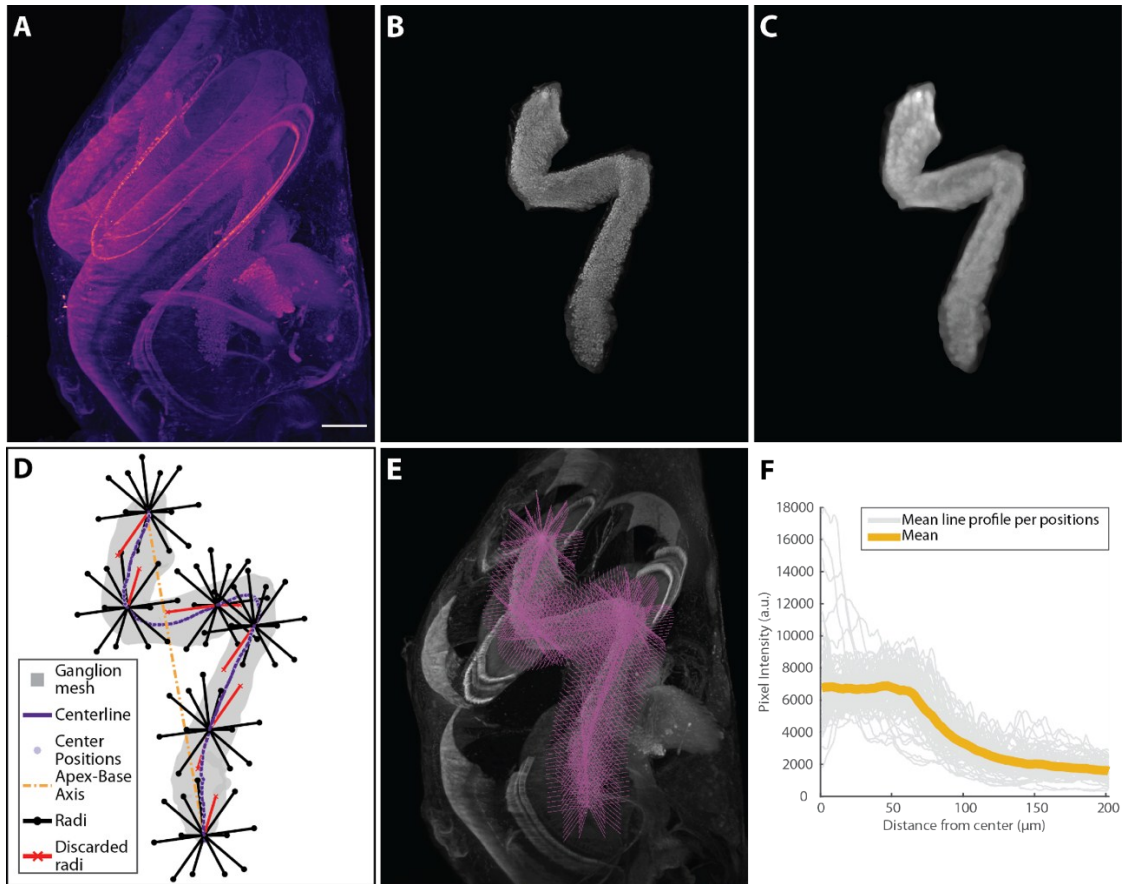 A
B
C
D
Ganglion
mesh
Centerline
Center
Positions
Apex-Base
Axis
Radi
Discarded
radi
E
F
18000
16000
14000
12000
10000
8000
6000
4000
2000
0
Pixel Intensity (a.u.)
Mean line profile per positions
Mean
0
50
100
150
200
Distance from center (μm)